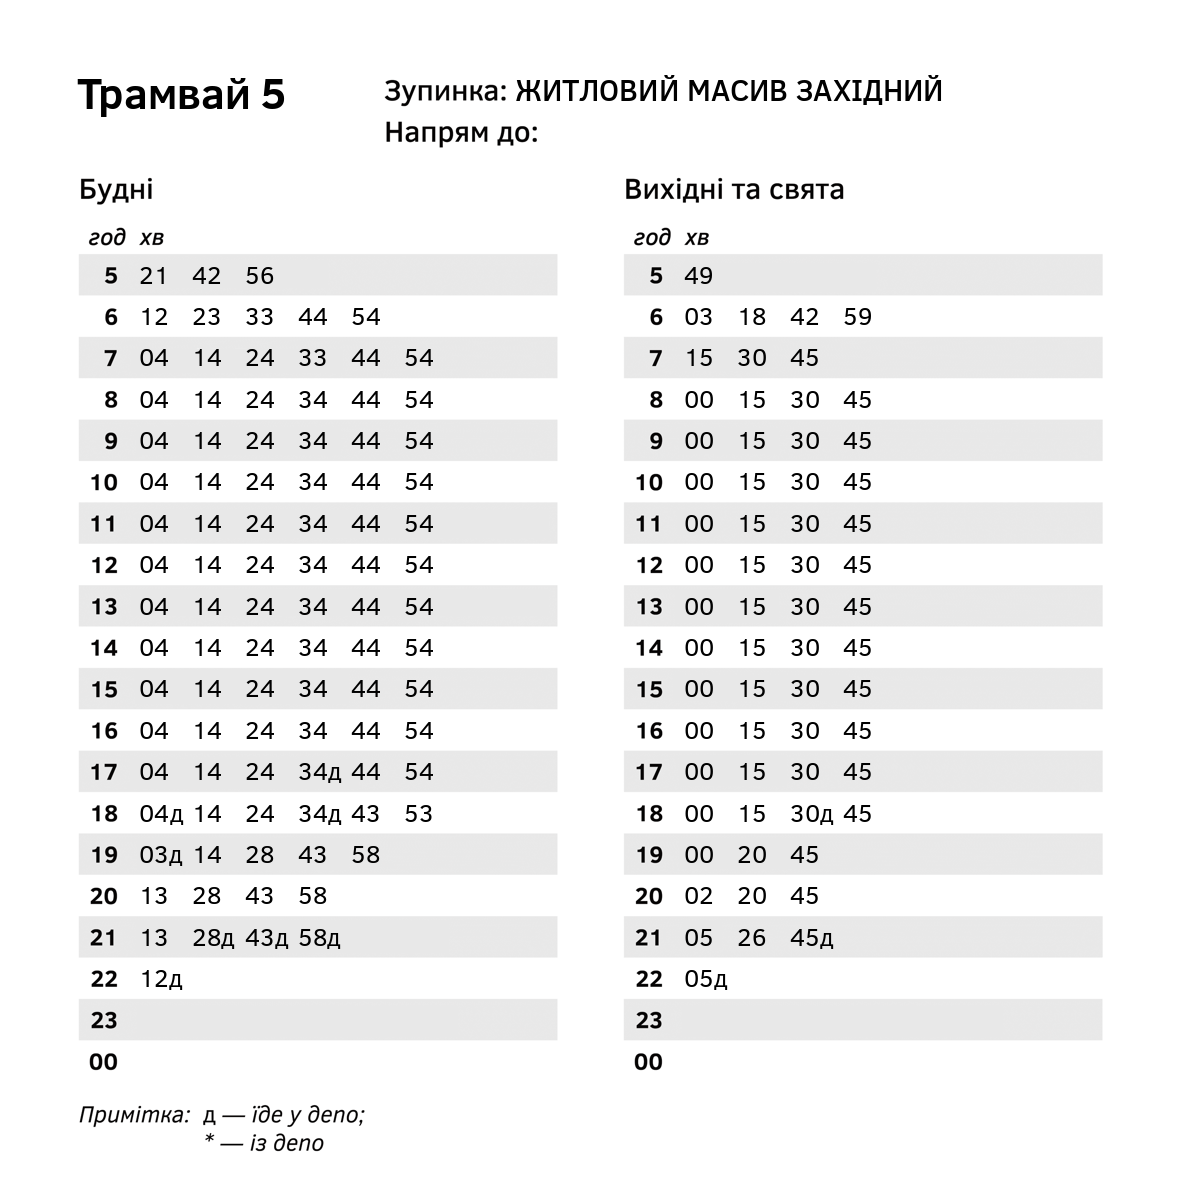 Трамвай 5
Зупинка: ЖИТЛОВИЙ МАСИВ ЗАХІДНИЙ
Напрям до:
Будні
год хв
5 21 42 56
6 12 23 33 44 54
7 04 14 24 33 44 54
8 04 14 24 34 44 54
9 04 14 24 34 44 54
10 04 14 24 34 44 54
11 04 14 24 34 44 54
12 04 14 24 34 44 54
13 04 14 24 34 44 54
14 04 14 24 34 44 54
15 04 14 24 34 44 54
16 04 14 24 34 44 54
17 04 14 24 34д 44 54
18 04д 14 24 34д 43 53
19 03д 14 28 43 58
20 13 28 43 58
21 13 28д 43д 58д
22 12д
23
00
Вихідні та свята
год хв
5 49
6 03 18 42 59
7 15 30 45
8 00 15 30 45
9 00 15 30 45
10 00 15 30 45
11 00 15 30 45
12 00 15 30 45
13 00 15 30 45
14 00 15 30 45
15 00 15 30 45
16 00 15 30 45
17 00 15 30 45
18 00 15 30д 45
19 00 20 45
20 02 20 45
21 05 26 45д
22 05д
23
00
Примітка: д — їде у депо;
* — із депо